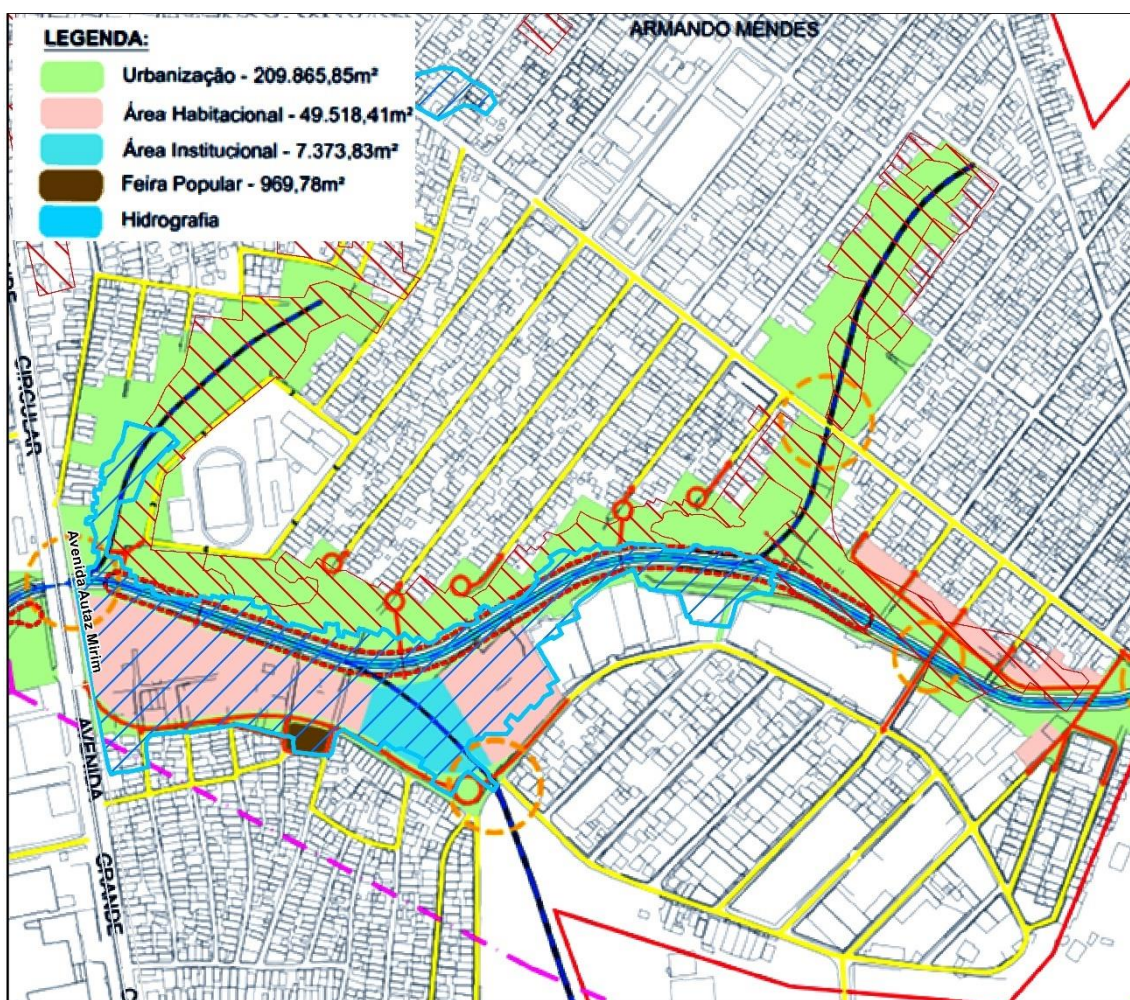 LEGENDA:
Urbanização - 209.865,85m²
Área Habitacional - 49.518,41m²
Área Institucional - 7.373,83m²
Feira Popular - 969,78m²
Hidrografia
ARMANDO MENDES
CIRCULAR
Avenida Autaz Mirim
AVENIDA
GRANDE